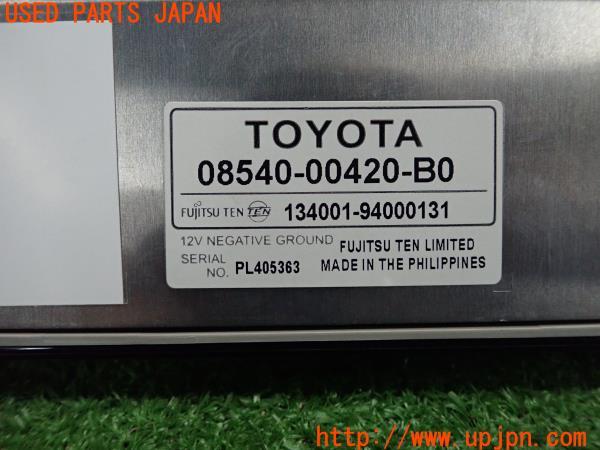 USED PARTS JAPAN
TOYOTA
08540-00420-B0
FUJITSU TEN TEN 134001-94000131
12V NEGATIVE GROUND FUJITSU TEN LIMITED
SERIAL NO. PL405363 MADE IN THE PHILIPPINES
http://www.upjpn.com/